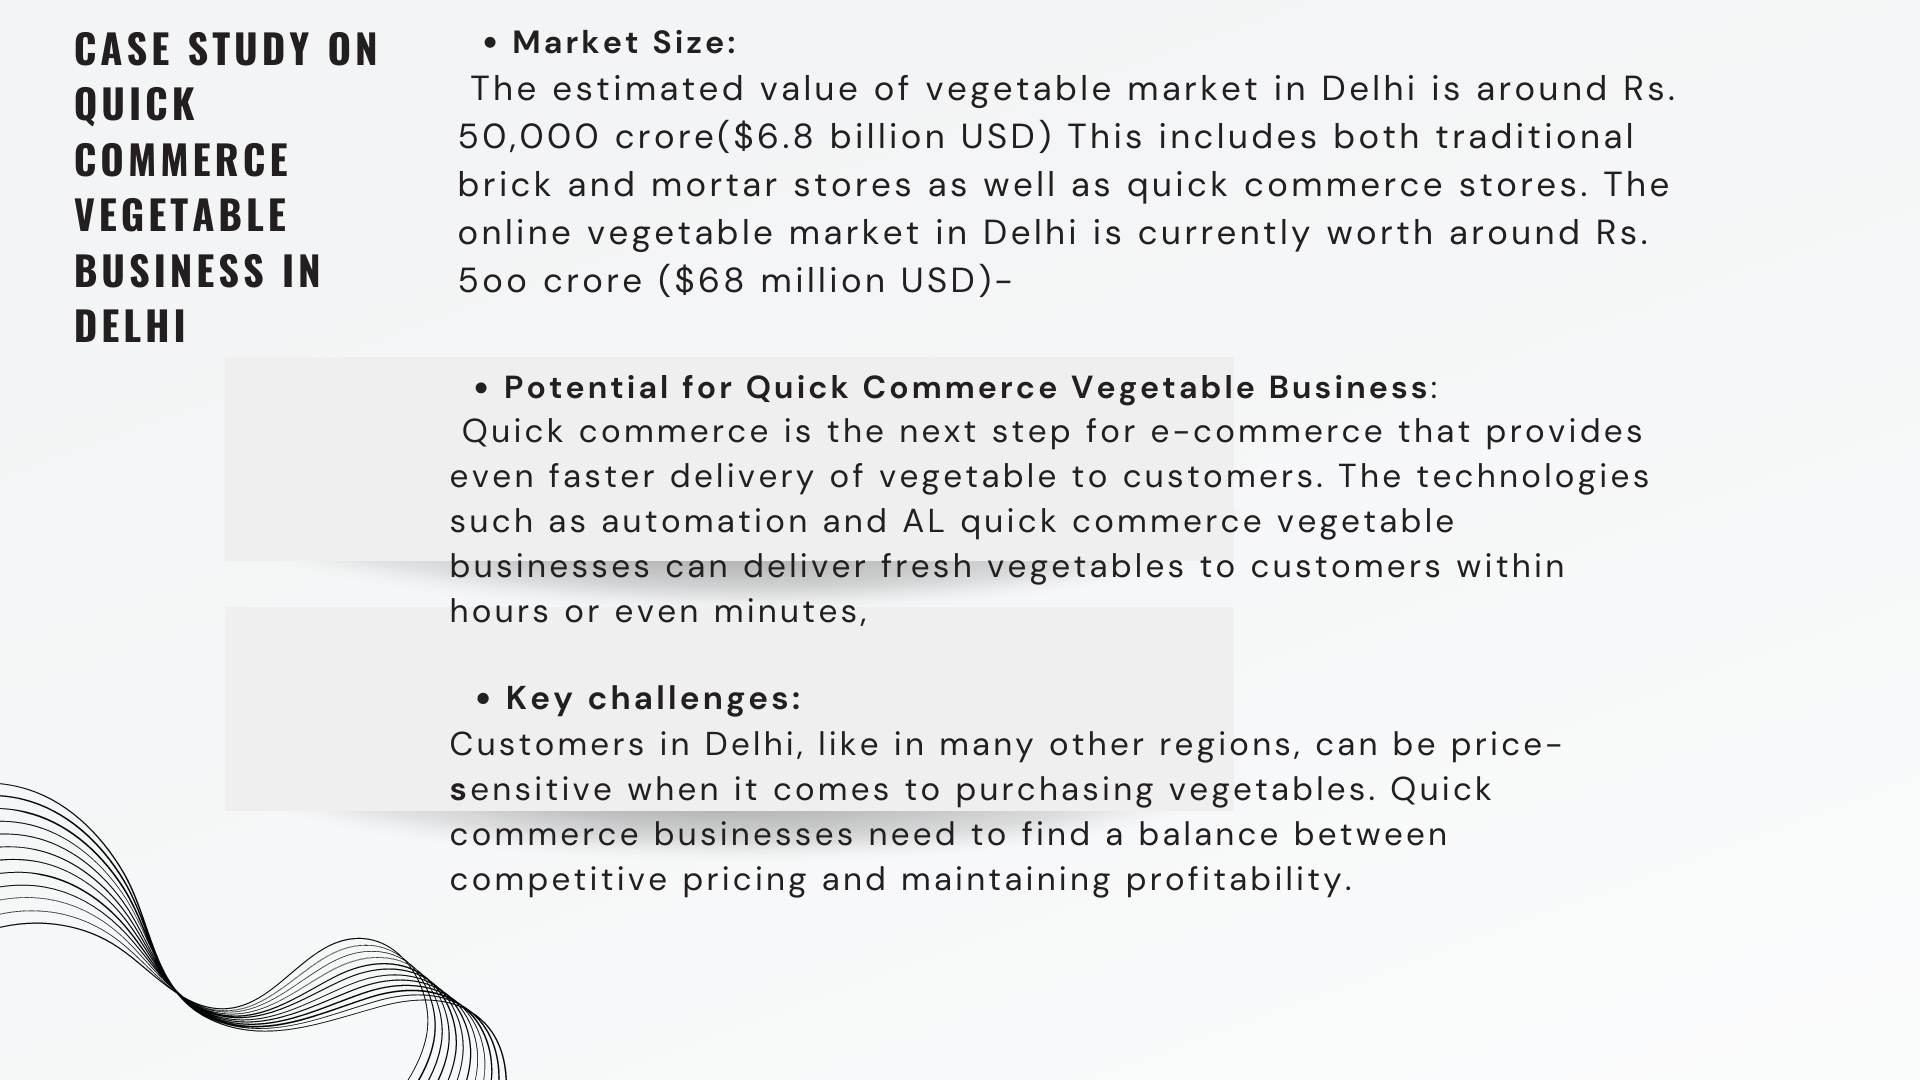 CASE STUDY ON
QUICK
COMMERCE
VEGETABLE
BUSINESS IN
DELHI
• Market Size:
The estimated value of vegetable market in Delhi is around Rs.
50,000 crore($6.8 billion USD) This includes both traditional
brick and mortar stores as well as quick commerce stores. The
online vegetable market in Delhi is currently worth around Rs.
5oo crore ($68 million USD)-
• Potential for Quick Commerce Vegetable Business:
Quick commerce is the next step for e-commerce that provides
even faster delivery of vegetable to customers. The technologies
such as automation and AL quick commerce vegetable
businesses can deliver fresh vegetables to customers within
hours or even minutes,
• Key challenges:
Customers in Delhi, like in many other regions, can be price-
sensitive when it comes to purchasing vegetables. Quick
commerce businesses need to find a balance between
competitive pricing and maintaining profitability.